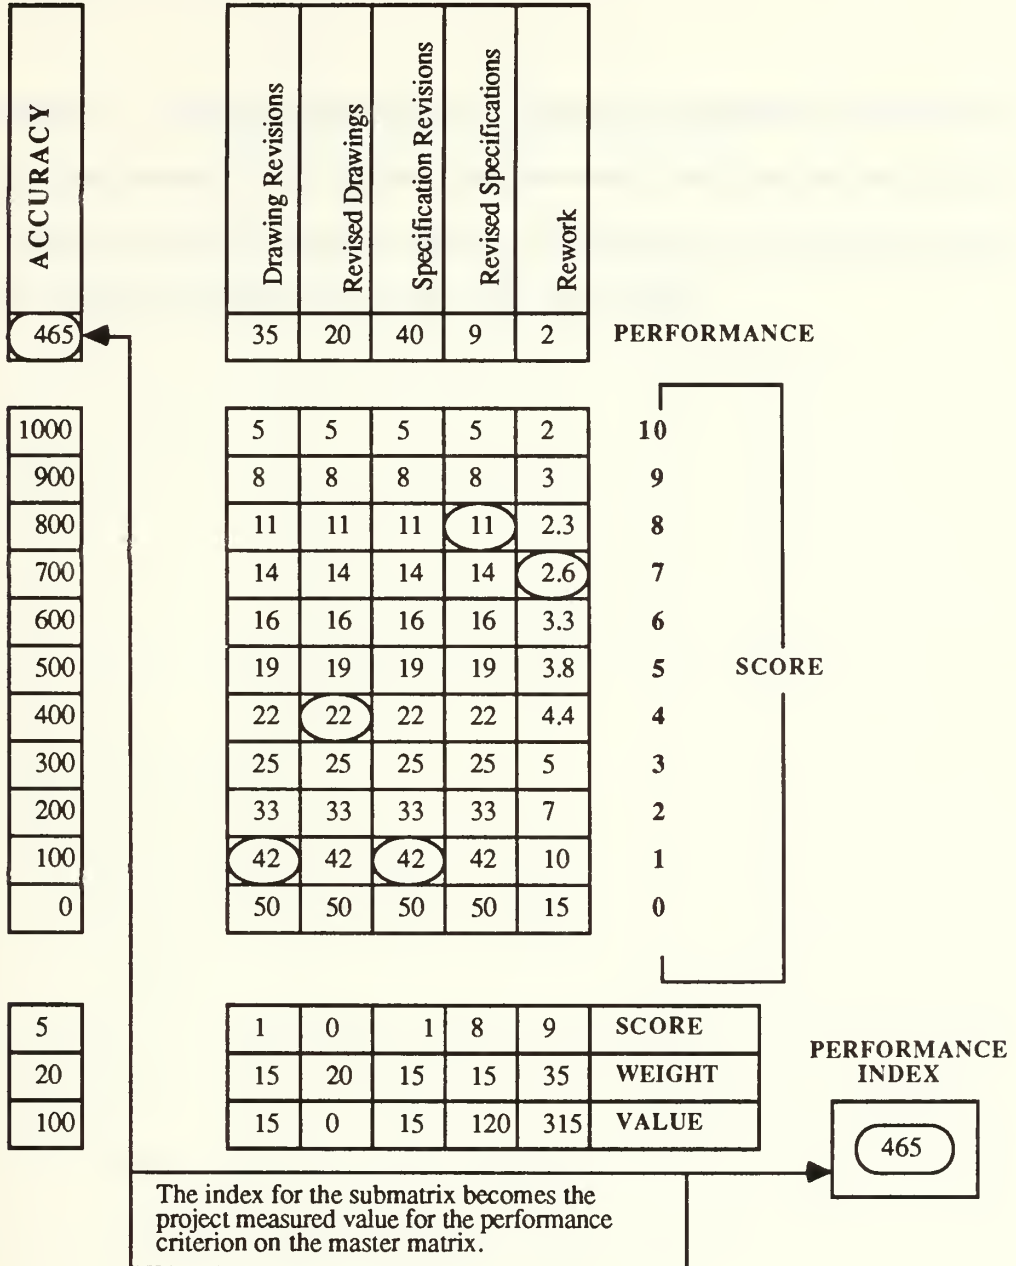 ACCURACY
Drawing Revisions
Revised Drawings
Specification Revisions
Revised Specifications
Rework
465 35 20 40 9 2 PERFORMANCE
1000 5 5 5 5 2 10
900 8 8 8 8 3 9
800 11 11 11 11 2.3 8
700 14 14 14 14 2.6 7
600 16 16 16 16 3.3 6
500 19 19 19 19 3.8 5 SCORE
400 22 22 22 22 4.4 4
300 25 25 25 25 5 3
200 33 33 33 33 7 2
100 42 42 42 42 10 1
0 50 50 50 50 15 0
5 1 0 1 8 9 SCORE
20 15 20 15 15 35 WEIGHT
100 15 0 15 120 315 VALUE
PERFORMANCE
INDEX
465
The index for the submatrix becomes the
project measured value for the performance
criterion on the master matrix.